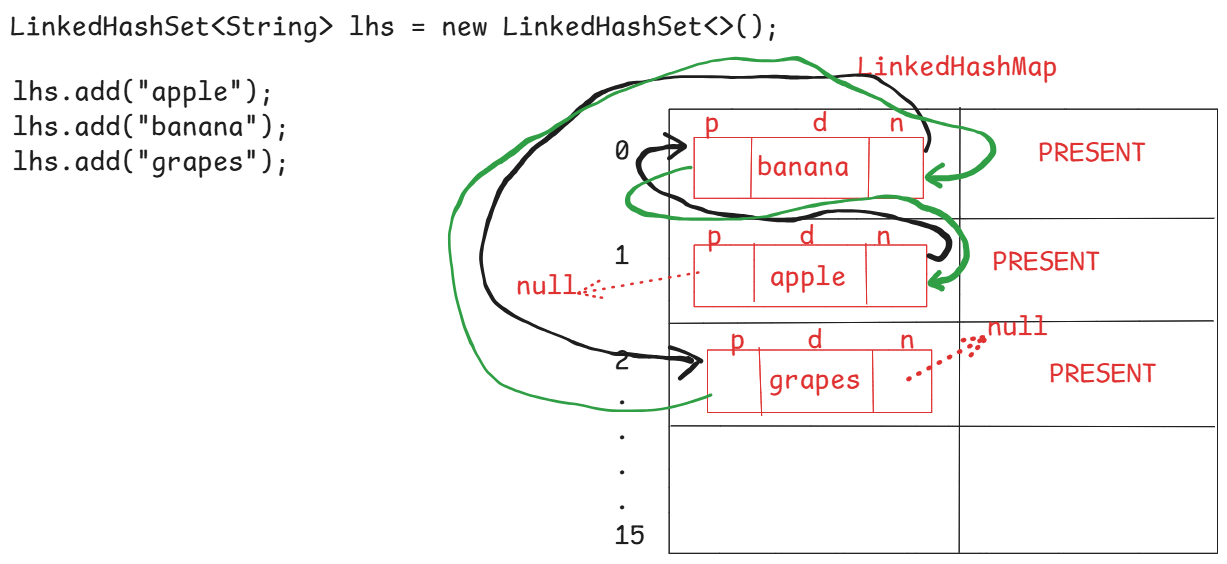 LinkedHashSet<String> lhs = new LinkedHashSet<>();
LinkedHashMap
lhs.add("apple");
lhs.add("banana");
lhs.add("grapes");
p d n
0 banana PRESENT
p d n
1 apple PRESENT
null
null
p d n
2 grapes PRESENT
.
.
.
.
15